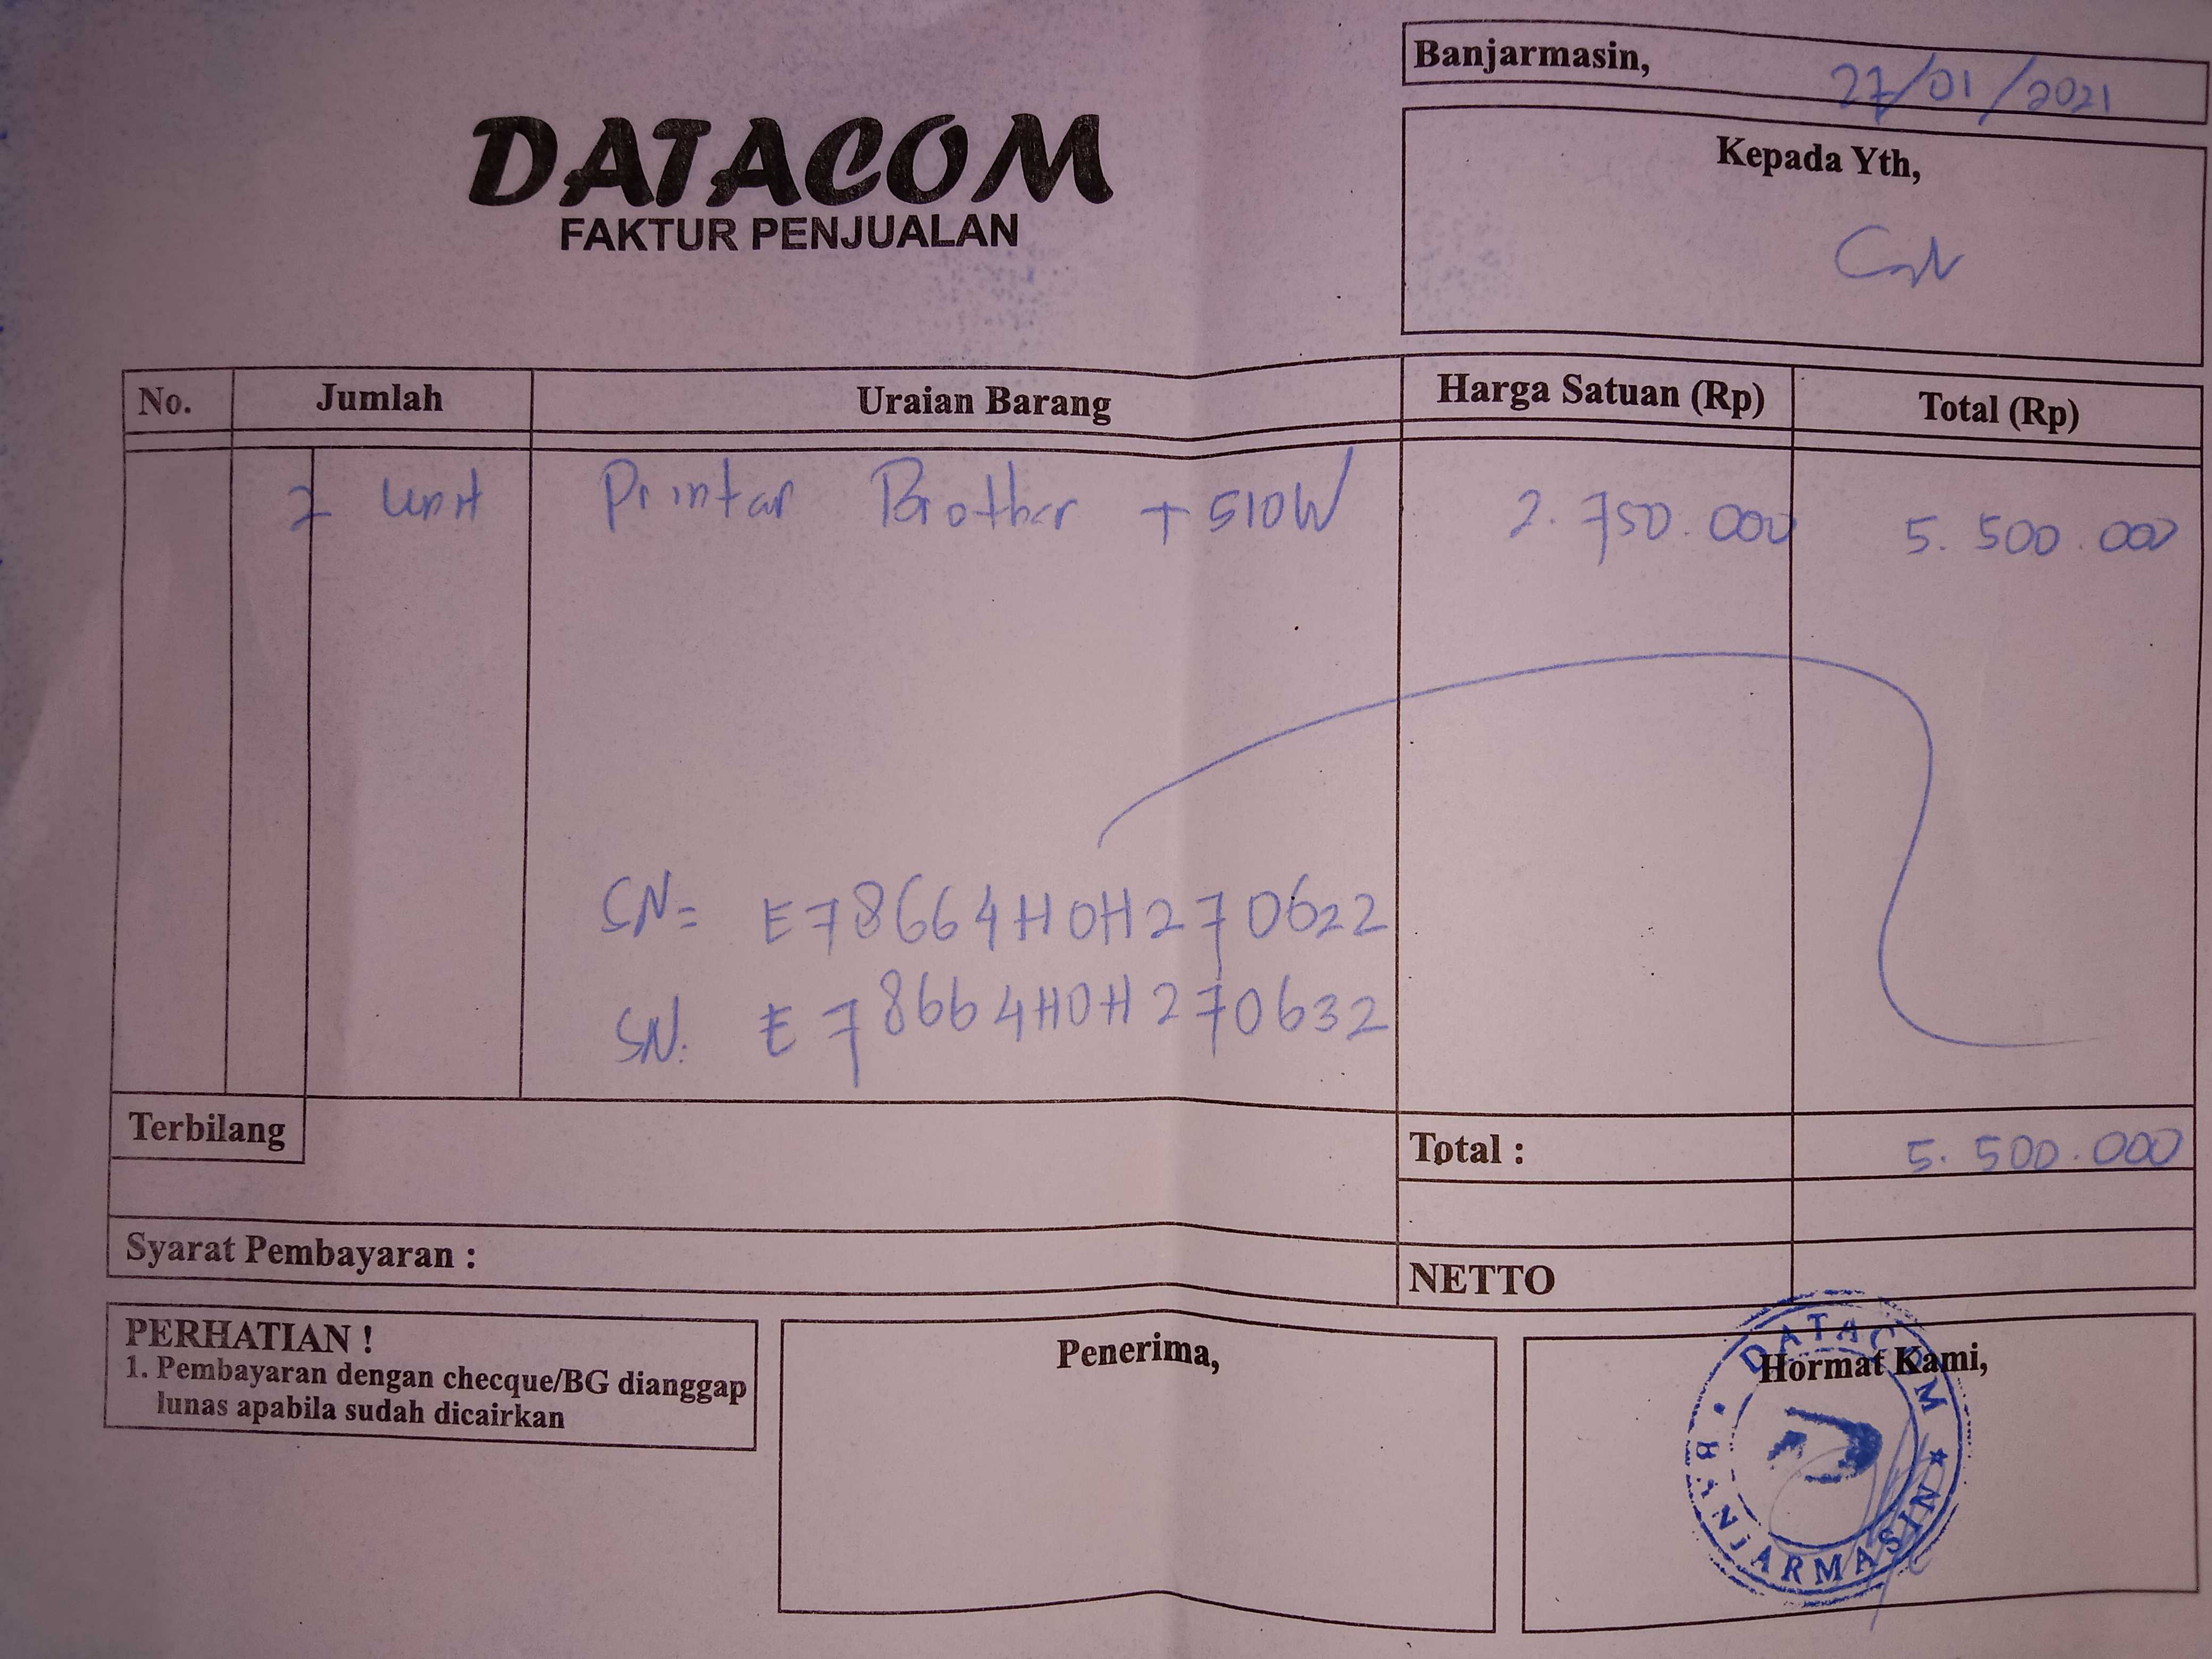 Banjarmasin, 27/01/2021
DATACOM
FAKTUR PENJUALAN
Kepada Yth,
No. Jumlah Uraian Barang Harga Satuan (Rp) Total (Rp)
2 Unit Printer Brother T510W 2.750.000 5.500.000
SN= E78664H0H270622
SN: E78664H0H270632
Terbilang
Total : 5.500.000
Syarat Pembayaran :
NETTO
PERHATIAN !
1. Pembayaran dengan checque/BG dianggap
lunas apabila sudah dicairkan
Penerima,
Hormat Kami,
DATACOM
BANJARMASIN